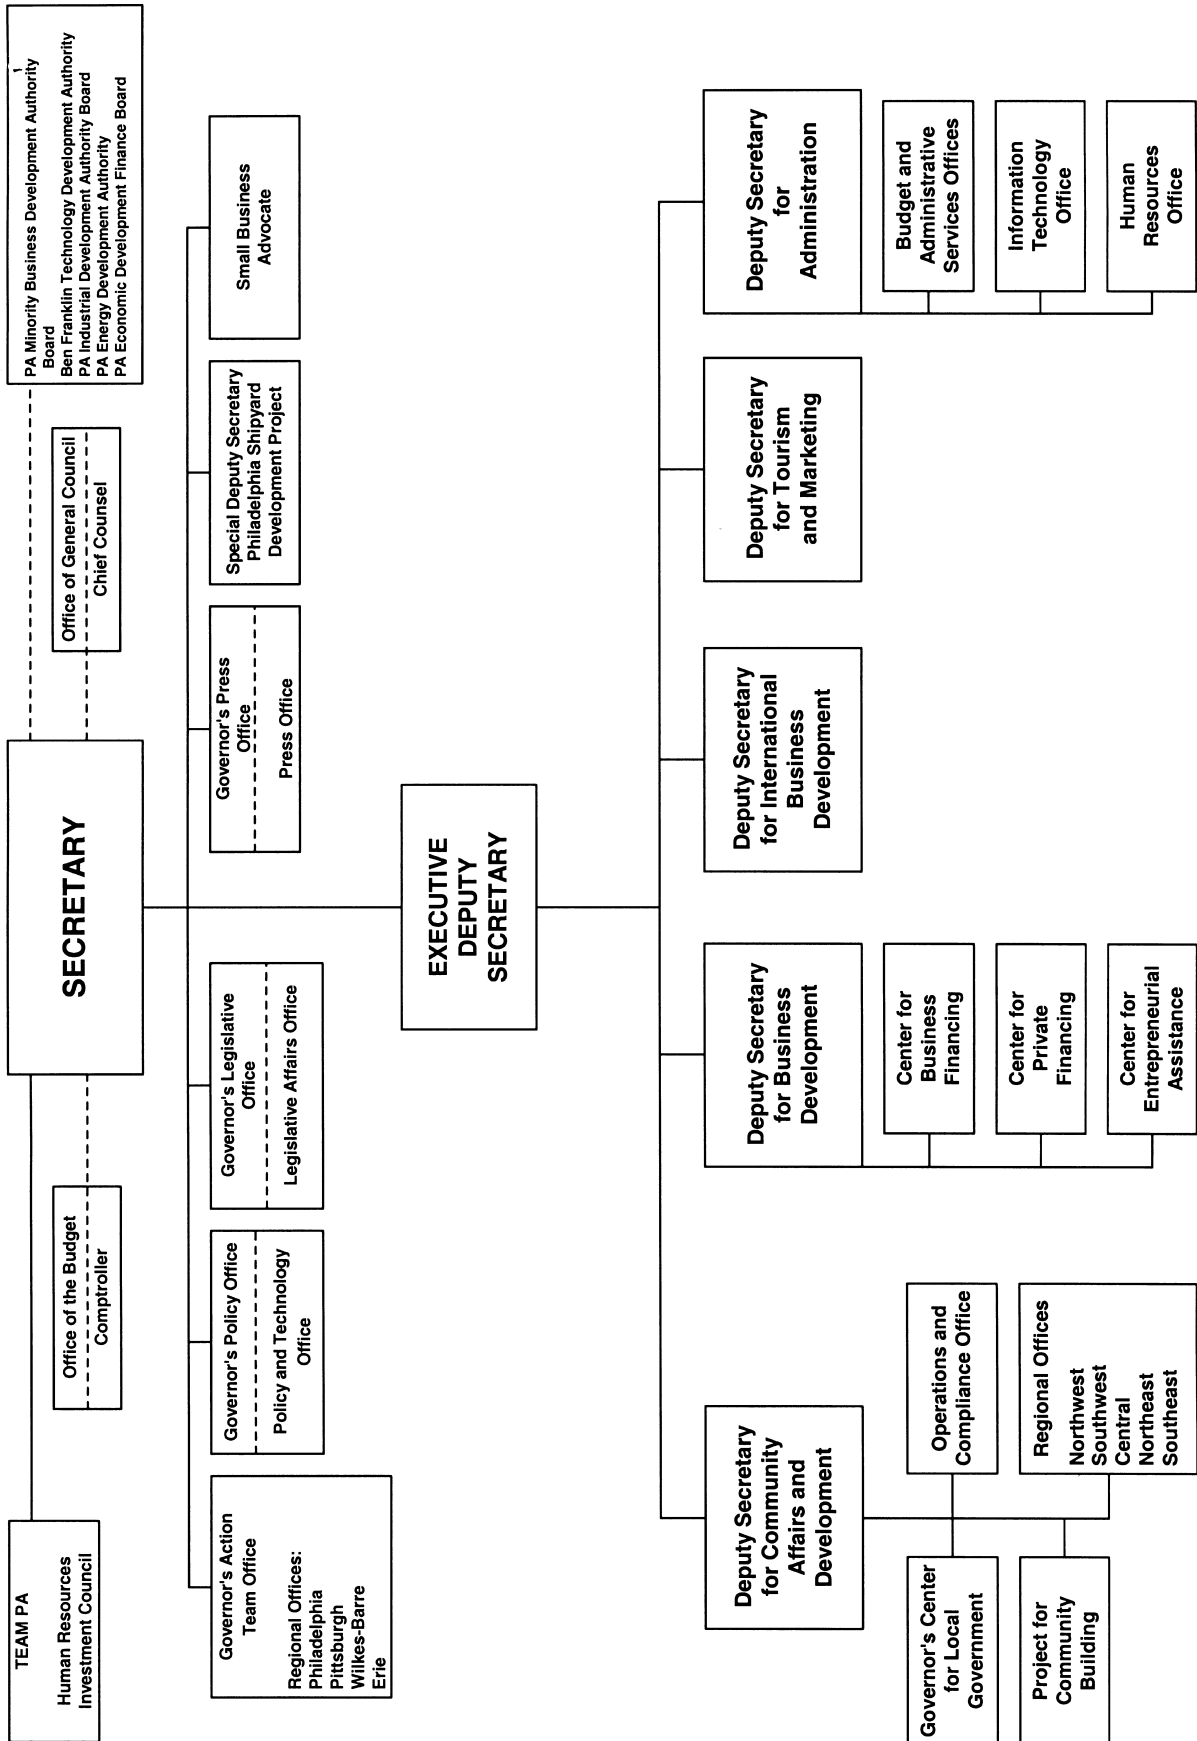 TEAM PA
Human Resources
Investment Council
SECRETARY
PA Minority Business Development Authority
Board
Ben Franklin Technology Development Authority
PA Industrial Development Authority Board
PA Energy Development Authority
PA Economic Development Finance Board
Office of the Budget
Comptroller
Office of General Council
Chief Counsel
Governor's Action
Team Office
Regional Offices:
Philadelphia
Pittsburgh
Wilkes-Barre
Erie
Governor's Policy Office
Policy and Technology
Office
Governor's Legislative
Office
Legislative Affairs Office
Governor's Press
Office
Press Office
Special Deputy Secretary
Philadelphia Shipyard
Development Project
Small Business
Advocate
EXECUTIVE
DEPUTY
SECRETARY
Deputy Secretary
for Community
Affairs and
Development
Governor's Center
for Local
Government
Operations and
Compliance Office
Project for
Community
Building
Regional Offices
Northwest
Southwest
Central
Northeast
Southeast
Deputy Secretary
for Business
Development
Center for
Business
Financing
Center for
Private
Financing
Center for
Entrepreneurial
Assistance
Deputy Secretary
for International
Business
Development
Deputy Secretary
for Tourism
and Marketing
Deputy Secretary
for
Administration
Budget and
Administrative
Services Offices
Information
Technology
Office
Human
Resources
Office